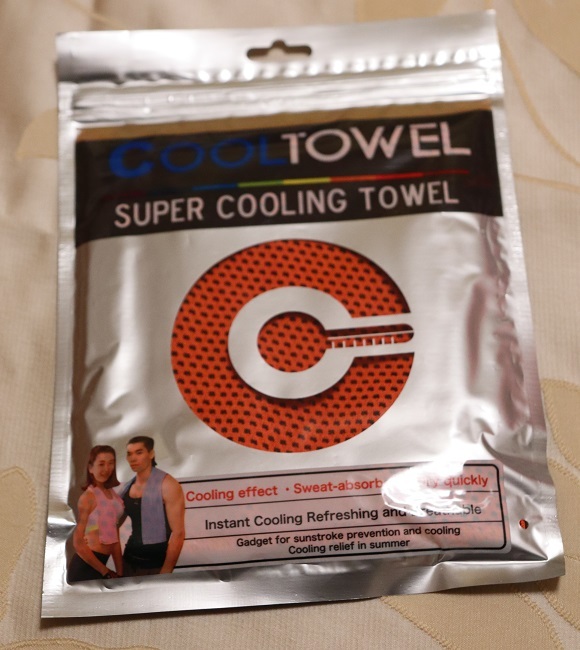 COOLTOWEL
SUPER COOLING TOWEL
Cooling effect・Sweat-absorb quickly
Instant Cooling Refreshing and
Gadget for sunstroke prevention and cooling
Cooling relief in summer